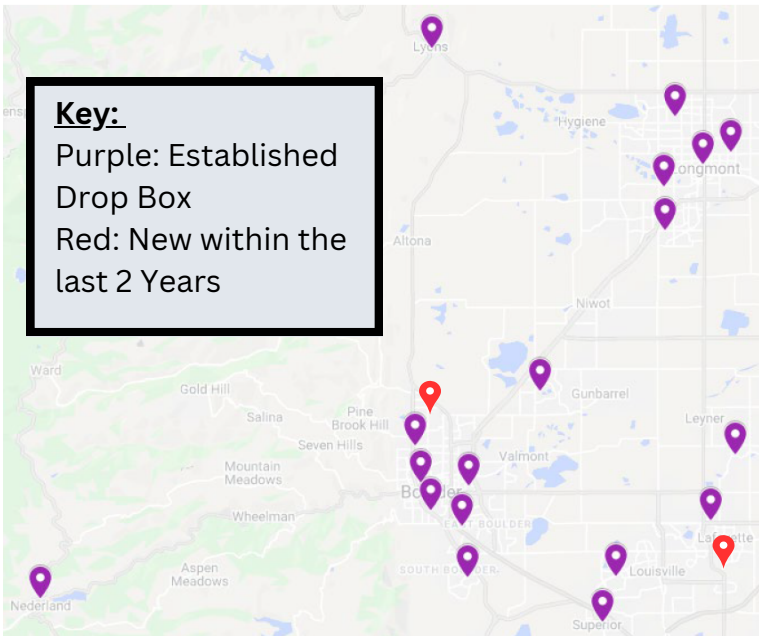 Lyons
Key:
Purple: Established
Drop Box
Red: New within the
last 2 Years
Hygiene
Longmont
Altona
Niwot
Ward
Gold Hill
Gunbarrel
Salina
Pine
Brook Hill
Leyner
Seven Hills
Valmont
Mountain
Meadows
Boulder
Wheelman
EAST BOULDER
Lafayette
Aspen
Meadows
SOUTH BOULDER
Louisville
Nederland
Superior